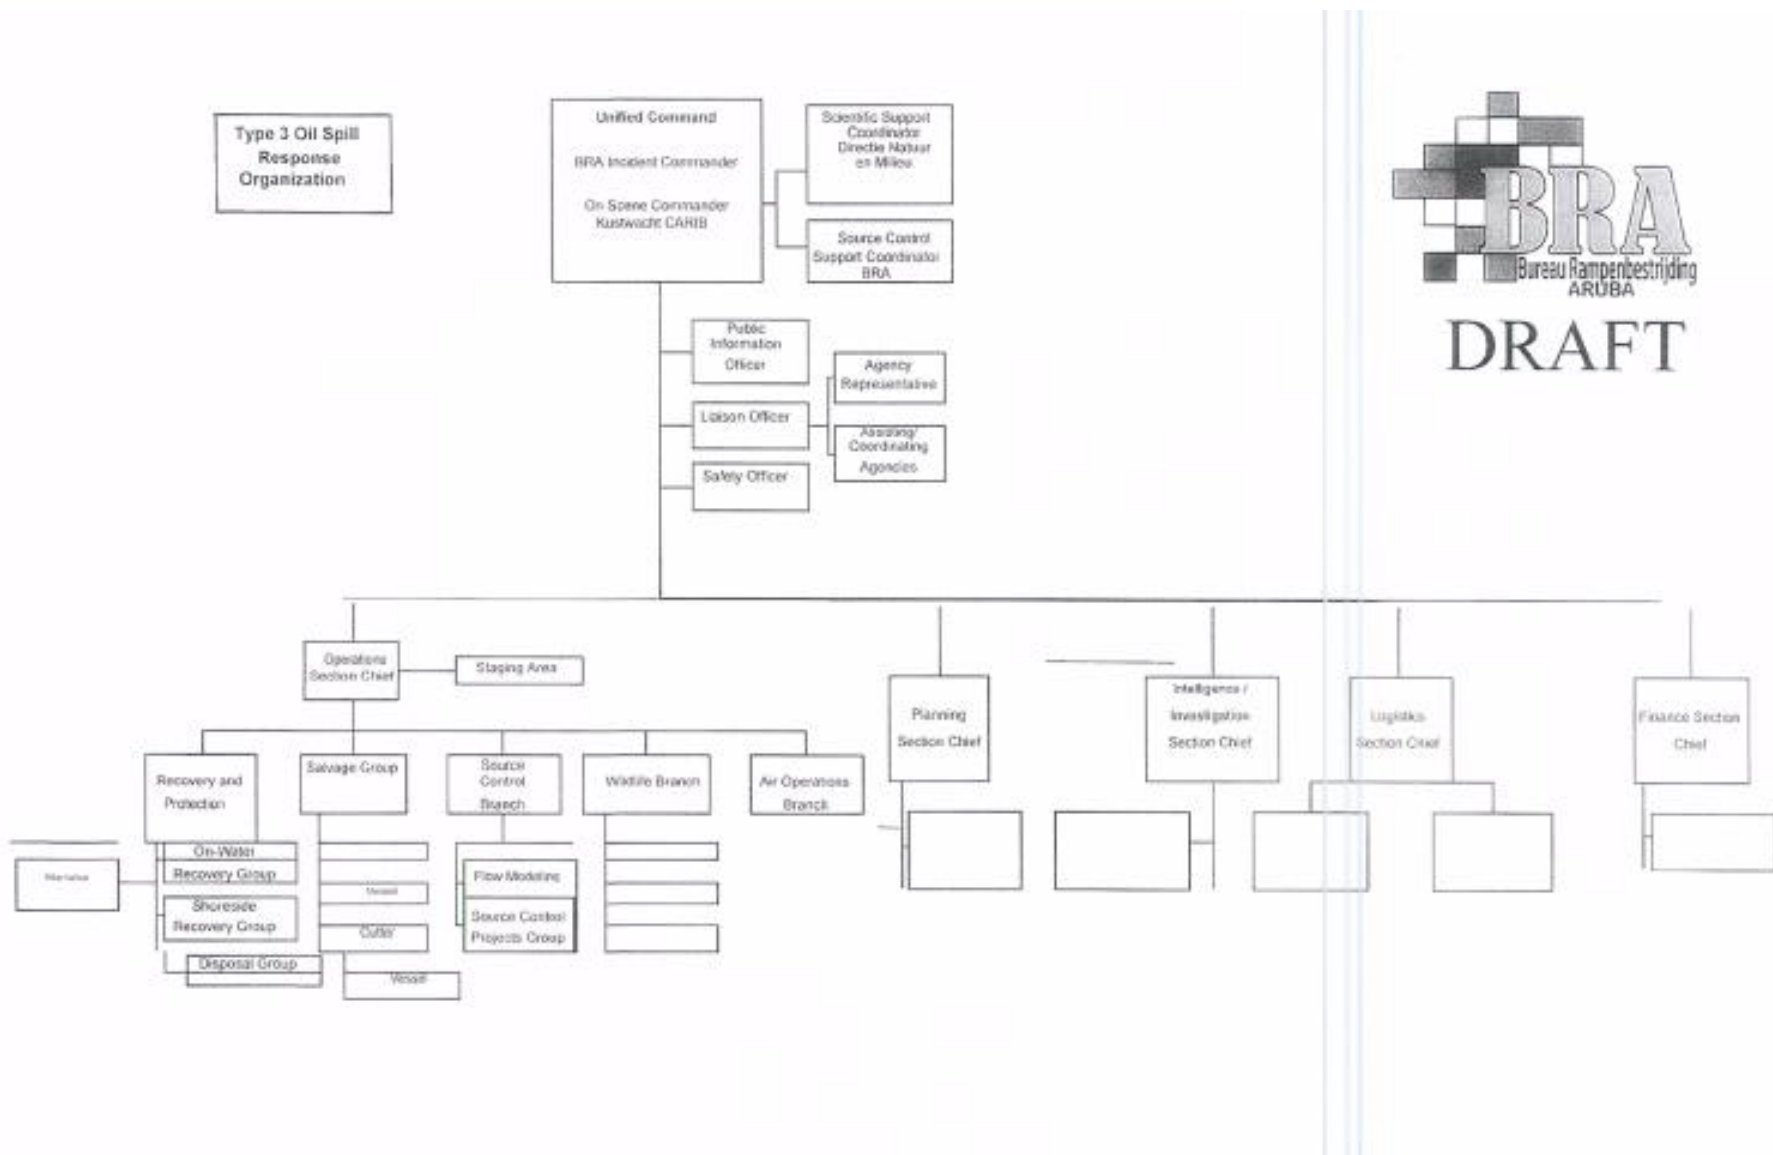 Type 3 Oil Spill
Response
Organization
Unified Command
BRA Incident Commander
On Scene Commander
Kustwacht CARIB
Scientific Support
Coordinator
Directie Natuur
en Milieu
Source Control
Support Coordinator
BRA
BRA
Bureau Rampenbestrijding
ARUBA
DRAFT
Public
Information
Officer
Liaison Officer
Safety Officer
Agency
Representative
Assisting/
Coordinating
Agencies
Operations
Section Chief
Staging Area
Planning
Section Chief
Intelligence /
Investigation
Section Chief
Logistics
Section Chief
Finance Section
Chief
Recovery and
Protection
Salvage Group
Source
Control
Branch
Wildlife Branch
Air Operations
Branch
On-Water
Recovery Group
Shoreside
Recovery Group
Disposal Group
Vessel
Cutter
Vessel
Flow Modeling
Source Control
Projects Group